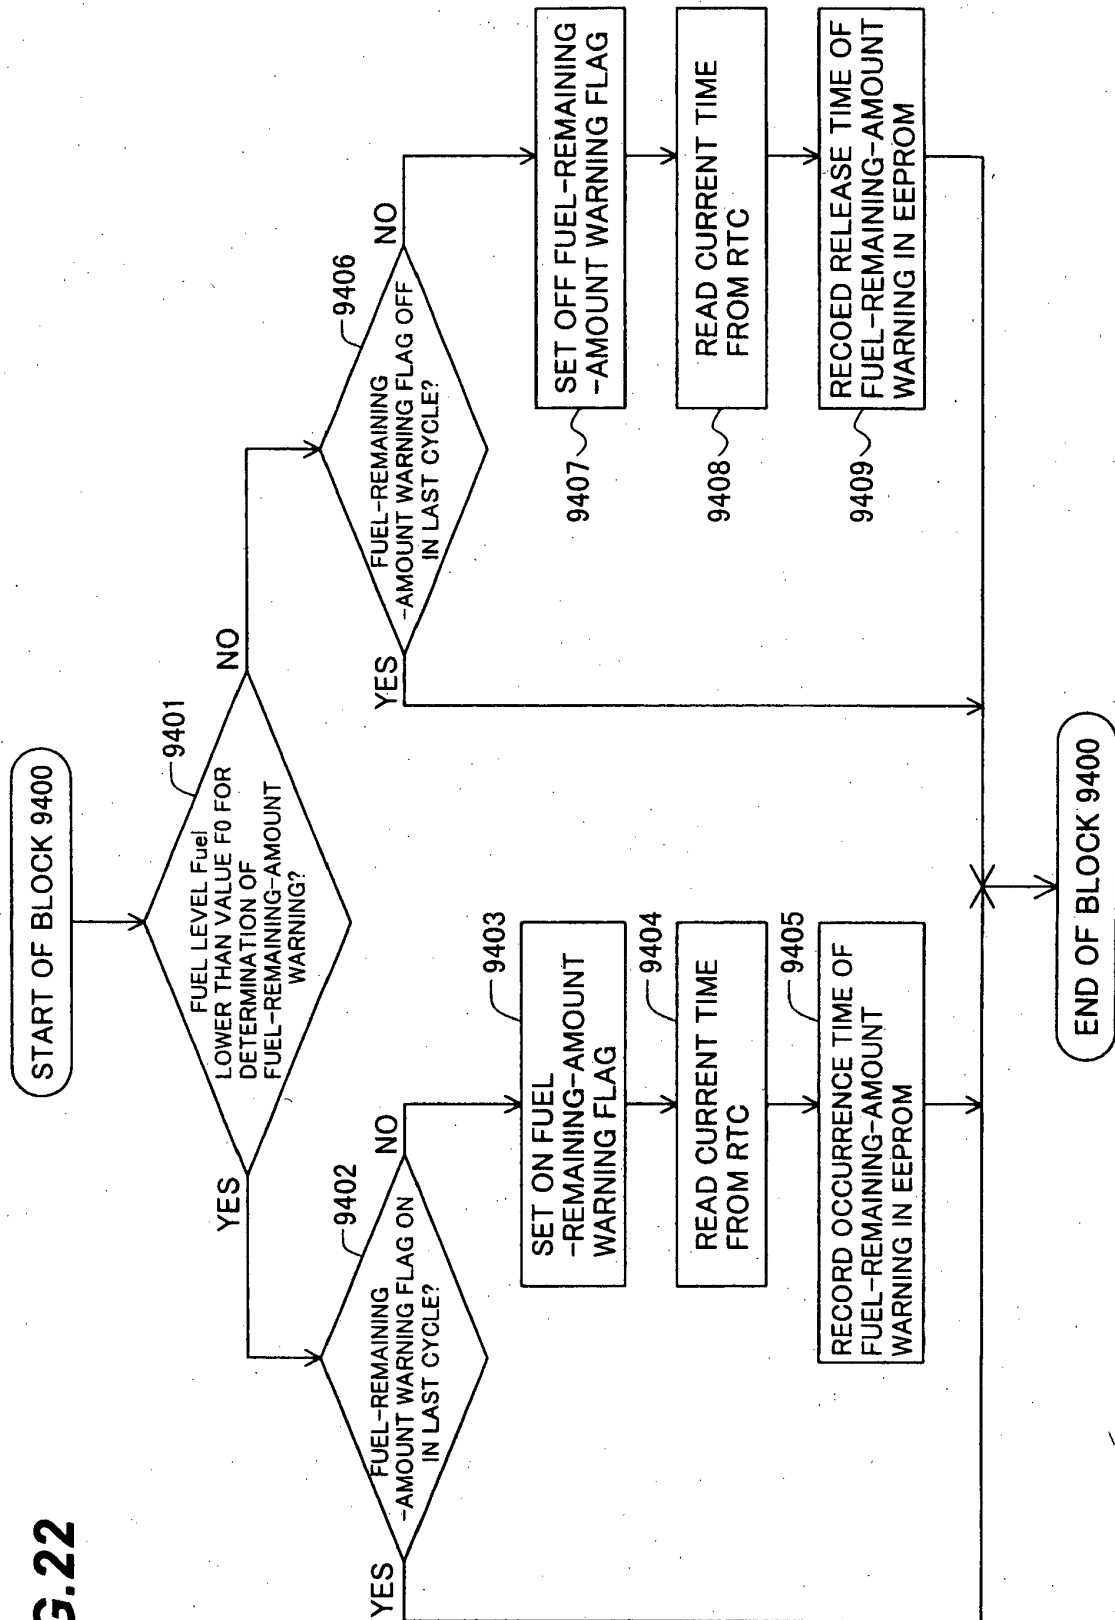 G.22
START OF BLOCK 9400
9401
FUEL LEVEL Fuel
LOWER THAN VALUE F0 FOR
DETERMINATION OF
FUEL-REMAINING-AMOUNT
WARNING?
YES
NO
9402
FUEL-REMAINING
-AMOUNT WARNING FLAG ON
IN LAST CYCLE?
YES
NO
9403
SET ON FUEL
-REMAINING-AMOUNT
WARNING FLAG
9404
READ CURRENT TIME
FROM RTC
9405
RECORD OCCURRENCE TIME OF
FUEL-REMAINING-AMOUNT
WARNING IN EEPROM
9406
FUEL-REMAINING
-AMOUNT WARNING FLAG OFF
IN LAST CYCLE?
YES
NO
9407
SET OFF FUEL-REMAINING
-AMOUNT WARNING FLAG
9408
READ CURRENT TIME
FROM RTC
9409
RECOED RELEASE TIME OF
FUEL-REMAINING-AMOUNT
WARNING IN EEPROM
END OF BLOCK 9400